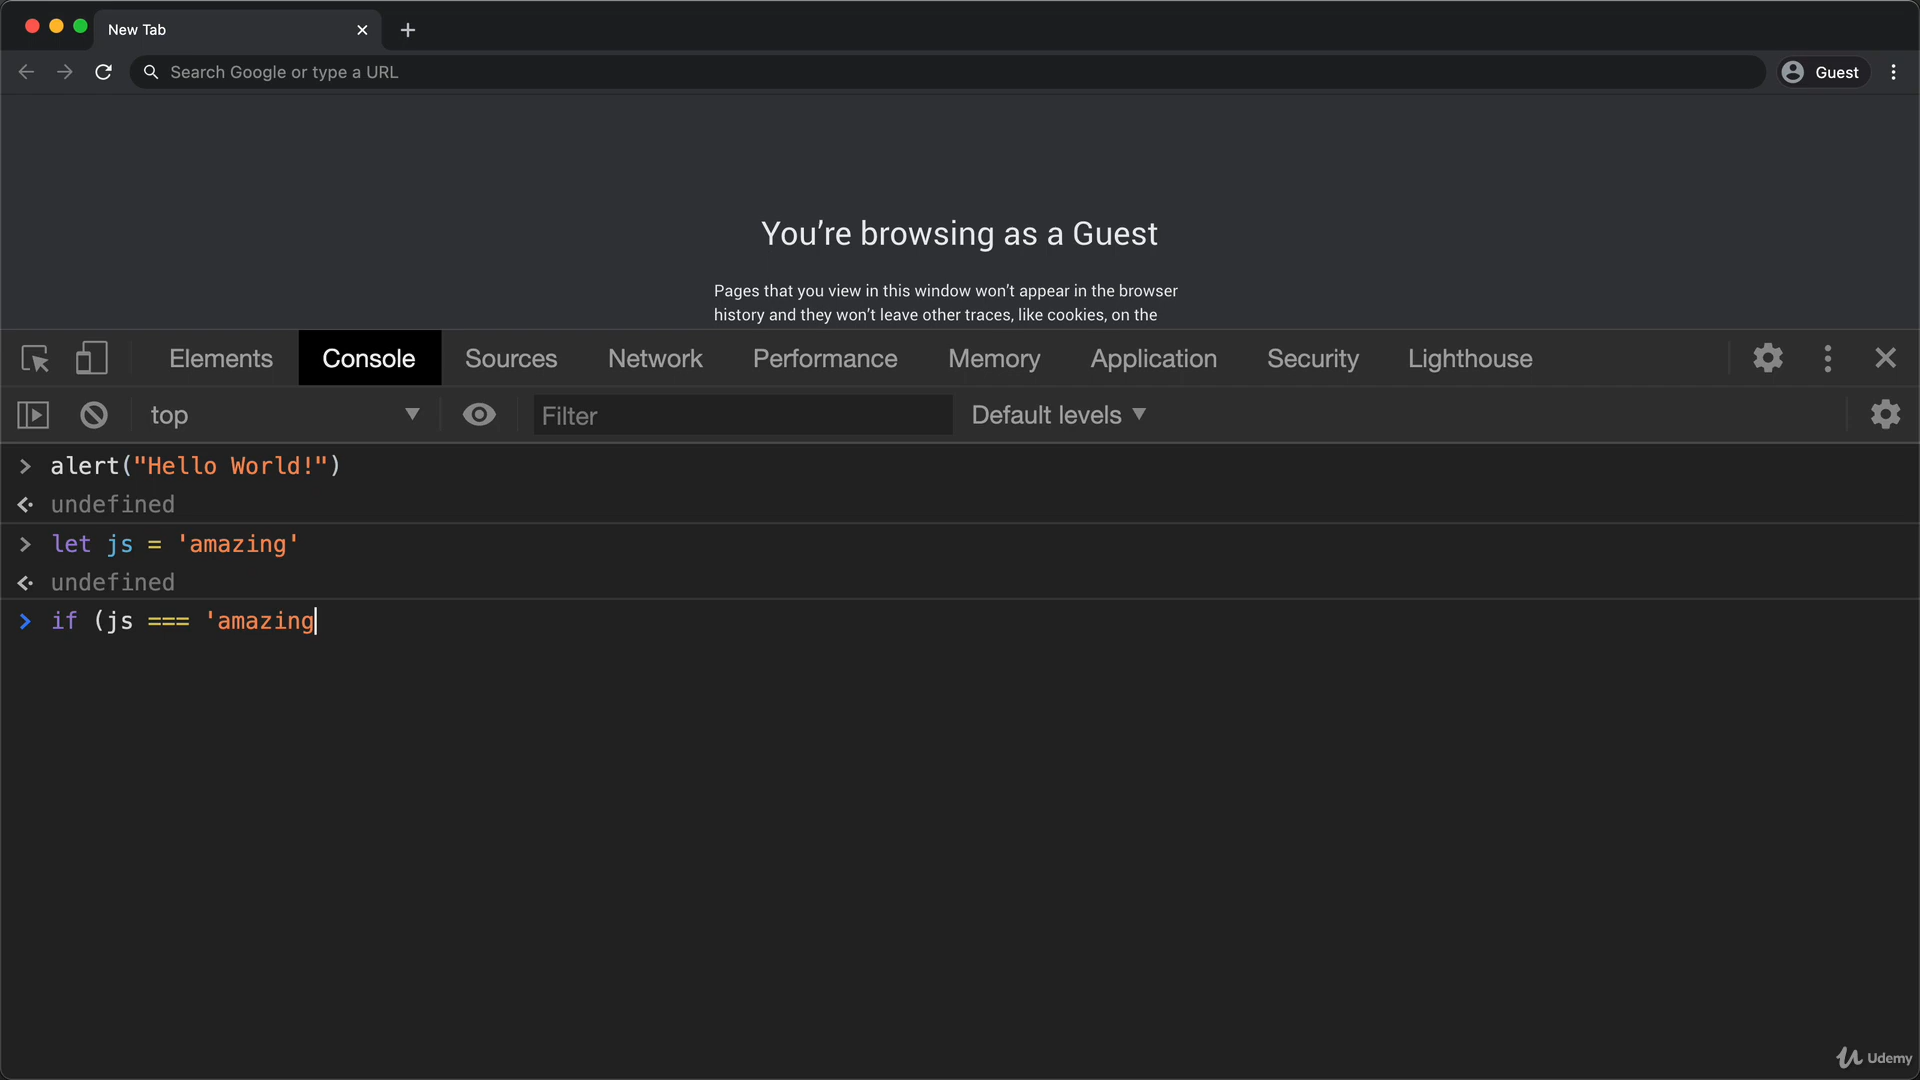 New Tab
Search Google or type a URL
Guest
You’re browsing as a Guest
Pages that you view in this window won’t appear in the browser
history and they won’t leave other traces, like cookies, on the
Elements Console Sources Network Performance Memory Application Security Lighthouse
top Filter Default levels
> alert("Hello World!")
undefined
> let js = 'amazing'
undefined
> if (js === 'amazing
Udemy